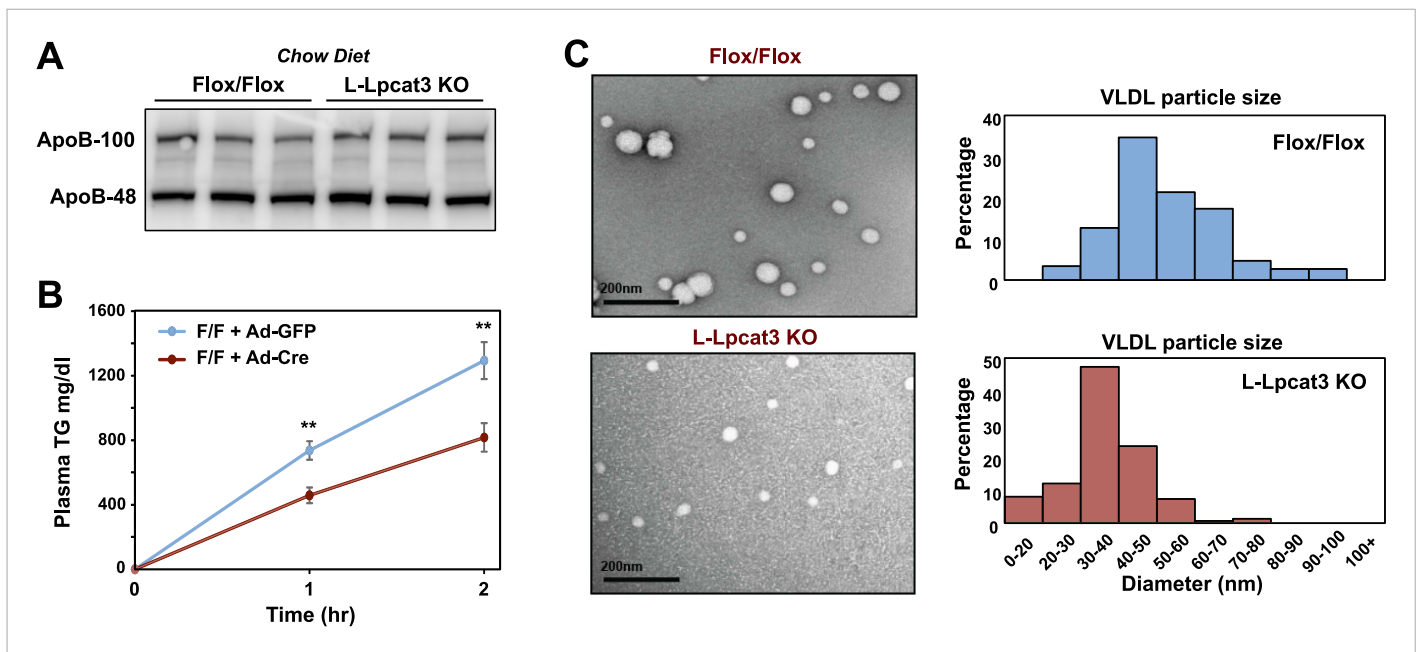 A
Chow Diet
Flox/Flox
L-Lpcat3 KO
ApoB-100
ApoB-48
B
Plasma TG mg/dl
1600
1200
800
400
0
F/F + Ad-GFP
F/F + Ad-Cre
**
**
0
1
2
Time (hr)
C
Flox/Flox
200nm
L-Lpcat3 KO
200nm
VLDL particle size
Flox/Flox
Percentage
40
30
20
10
0
VLDL particle size
L-Lpcat3 KO
Percentage
50
40
30
20
10
0
0-20
20-30
30-40
40-50
50-60
60-70
70-80
80-90
90-100
100+
Diameter (nm)